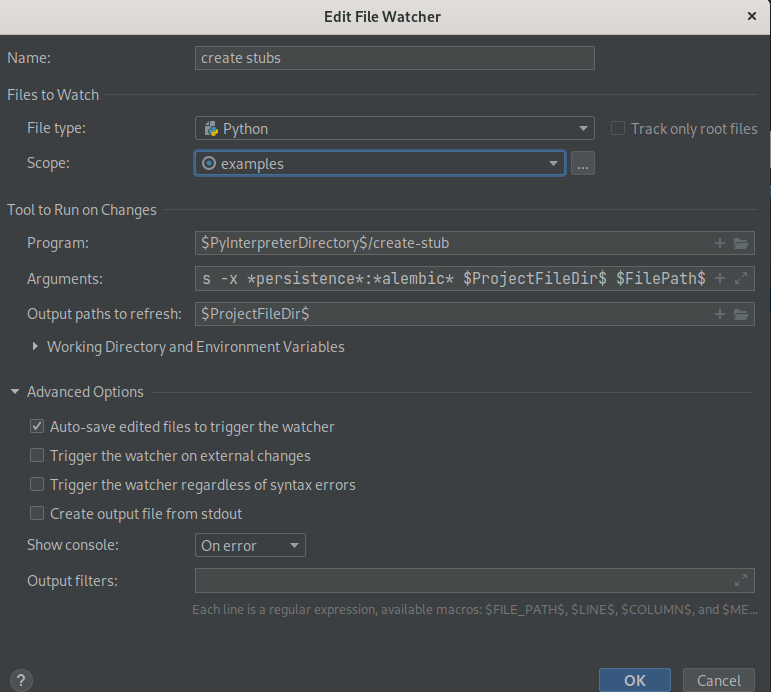 Edit File Watcher
Name: create stubs
Files to Watch
File type: Python Track only root files
Scope: examples ...
Tool to Run on Changes
Program: $PyInterpreterDirectory$/create-stub
Arguments: s -x *persistence*:*alembic* $ProjectFileDir$ $FilePath$
Output paths to refresh: $ProjectFileDir$
Working Directory and Environment Variables
Advanced Options
Auto-save edited files to trigger the watcher
Trigger the watcher on external changes
Trigger the watcher regardless of syntax errors
Create output file from stdout
Show console: On error
Output filters:
Each line is a regular expression, available macros: $FILE_PATH$, $LINE$, $COLUMN$, and $ME...
? OK Cancel